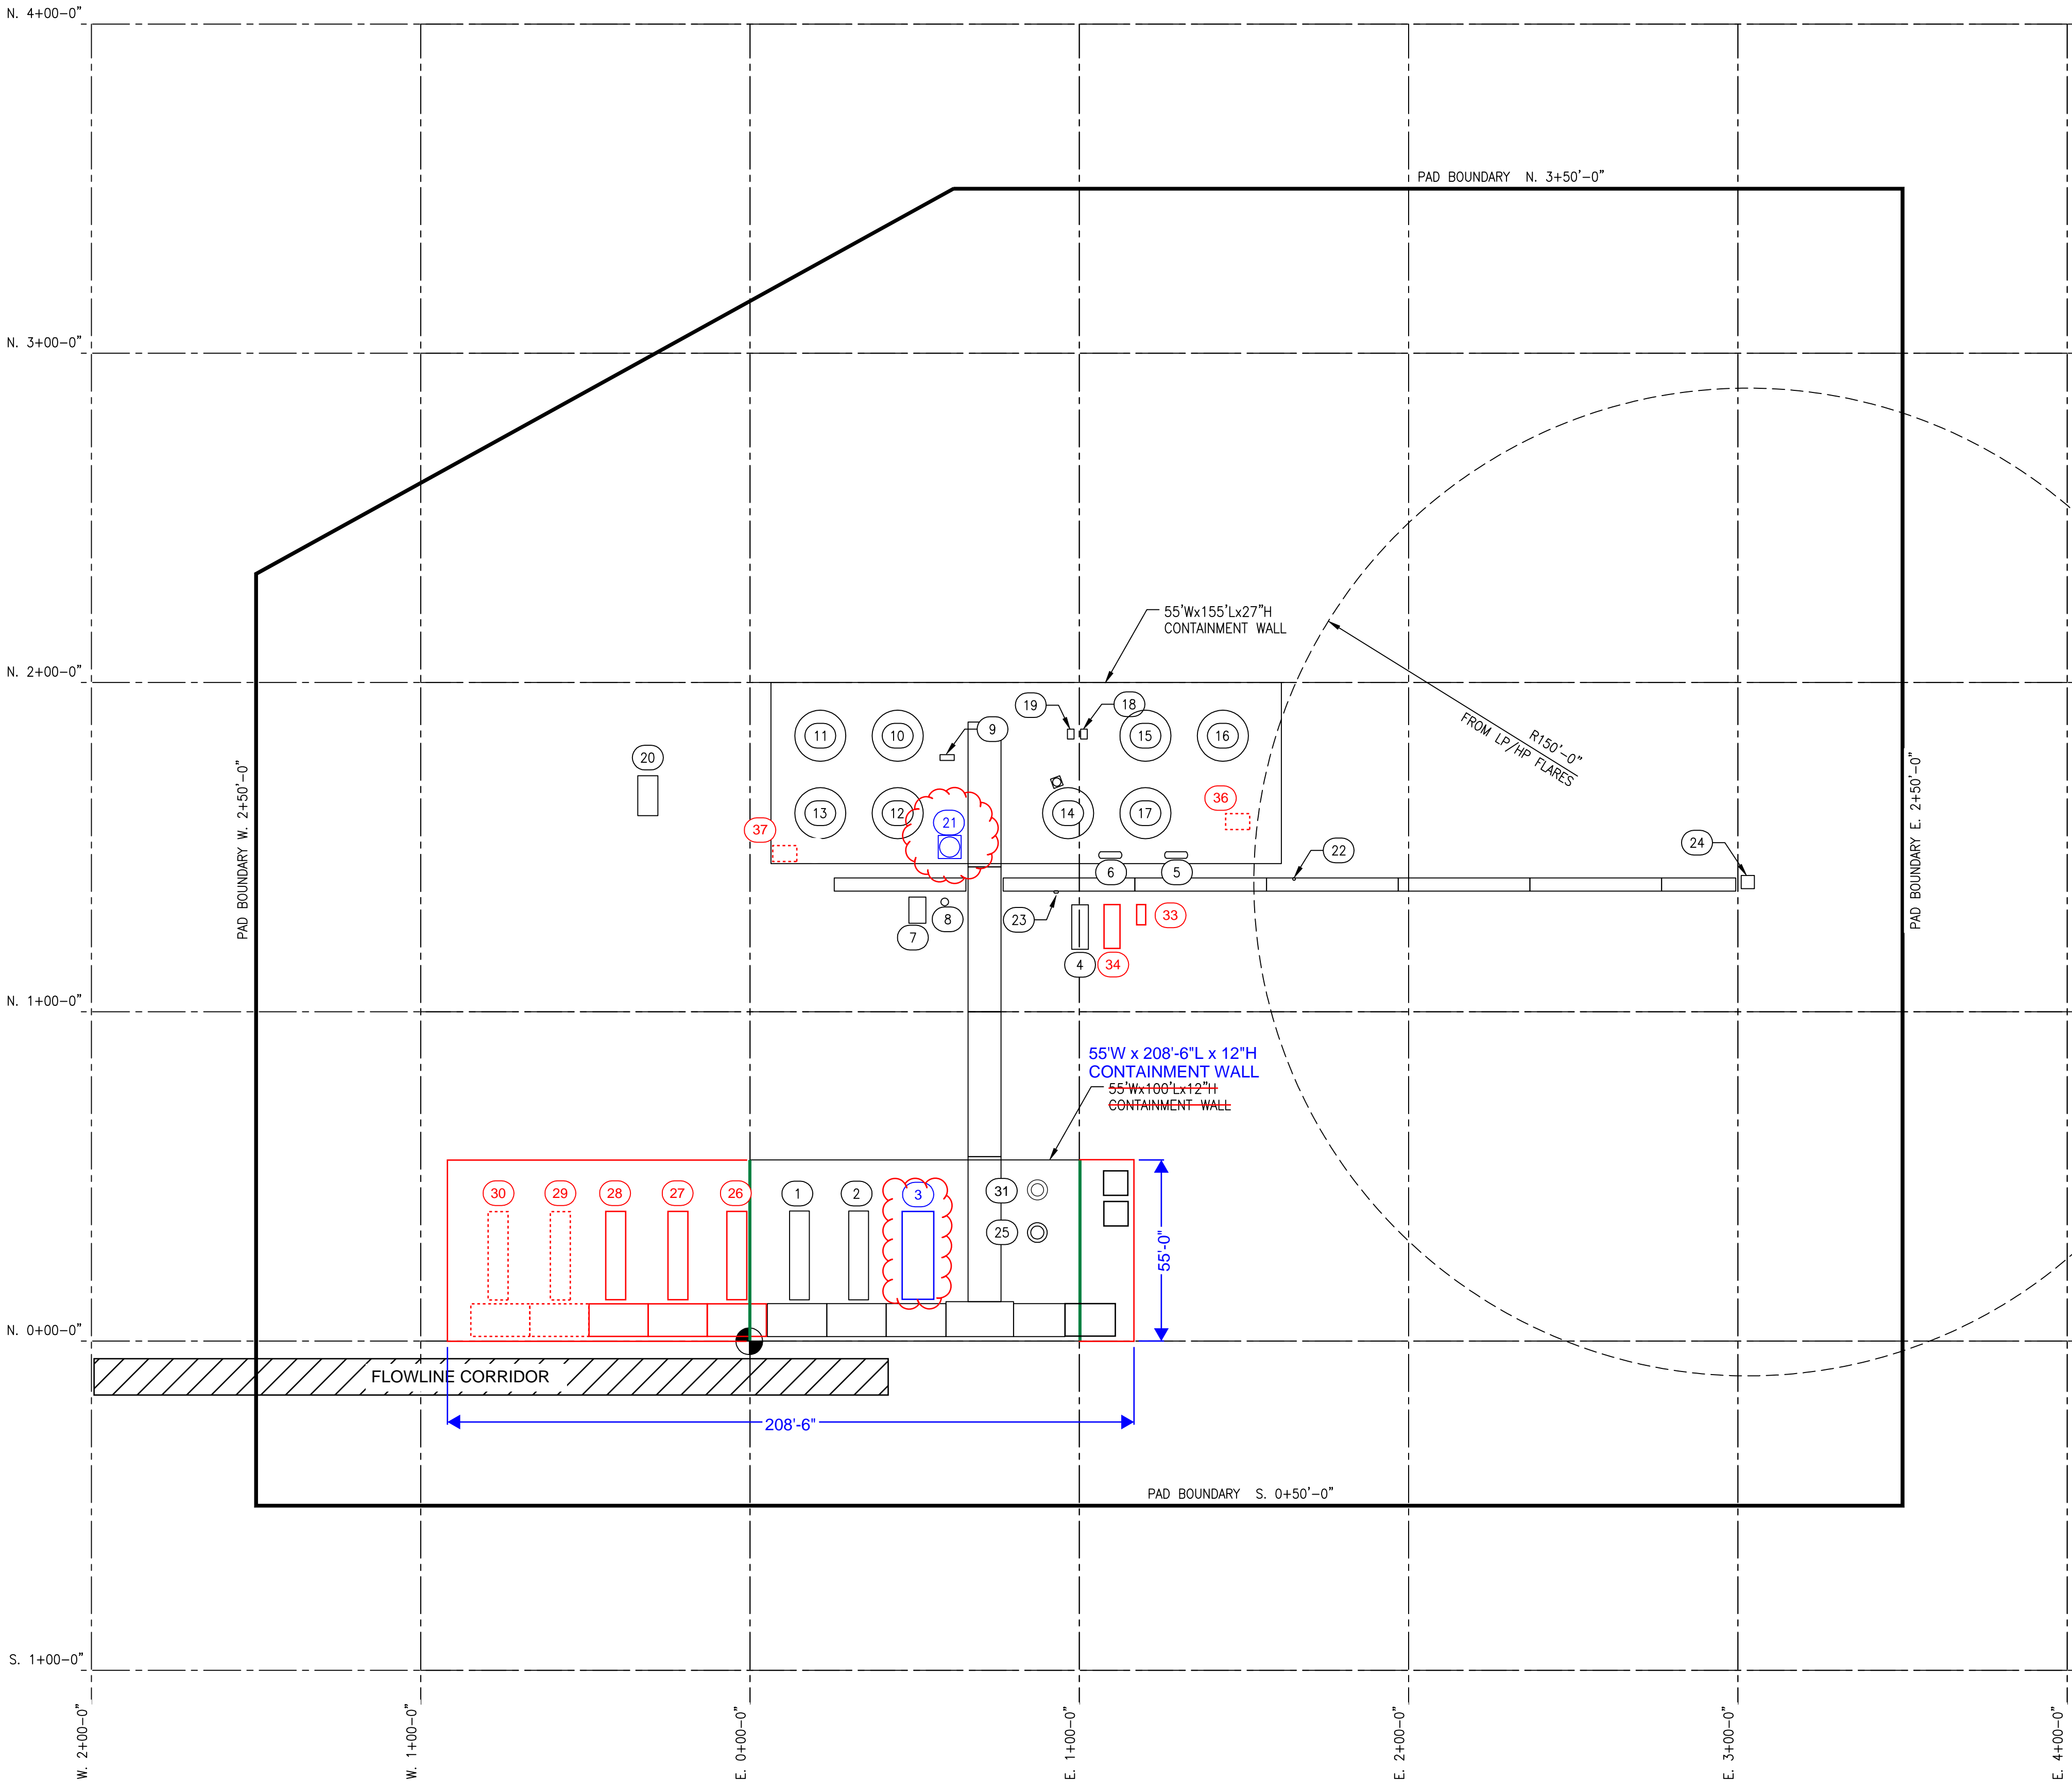 N. 4+00-0"
PAD BOUNDARY N. 3+50'-0"
N. 3+00-0"
55'Wx155'Lx27"H
CONTAINMENT WALL
N. 2+00-0"
19
18
9
11
10
15
16
R150'-0"
FROM LP/HP FLARES
20
36
13
12
21
14
17
37
PAD BOUNDARY W. 2+50'-0"
PAD BOUNDARY E. 2+50'-0"
6
5
22
24
7
8
23
33
4
34
N. 1+00-0"
55'W x 208'-6"L x 12"H
CONTAINMENT WALL
55'Wx100'Lx12"H
CONTAINMENT WALL
30
29
28
27
26
1
2
3
31
25
55'-0"
N. 0+00-0"
FLOWLINE CORRIDOR
208'-6"
PAD BOUNDARY S. 0+50'-0"
S. 1+00-0"
W. 2+00-0"
W. 1+00-0"
E. 0+00-0"
E. 1+00-0"
E. 2+00-0"
E. 3+00-0"
E. 4+00-0"